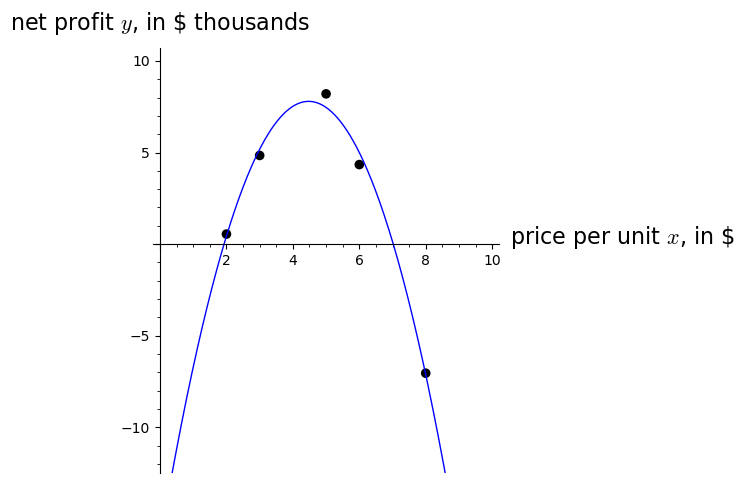 net profit y, in $ thousands
10
5
price per unit x, in $
2 4 6 8 10
−5
−10